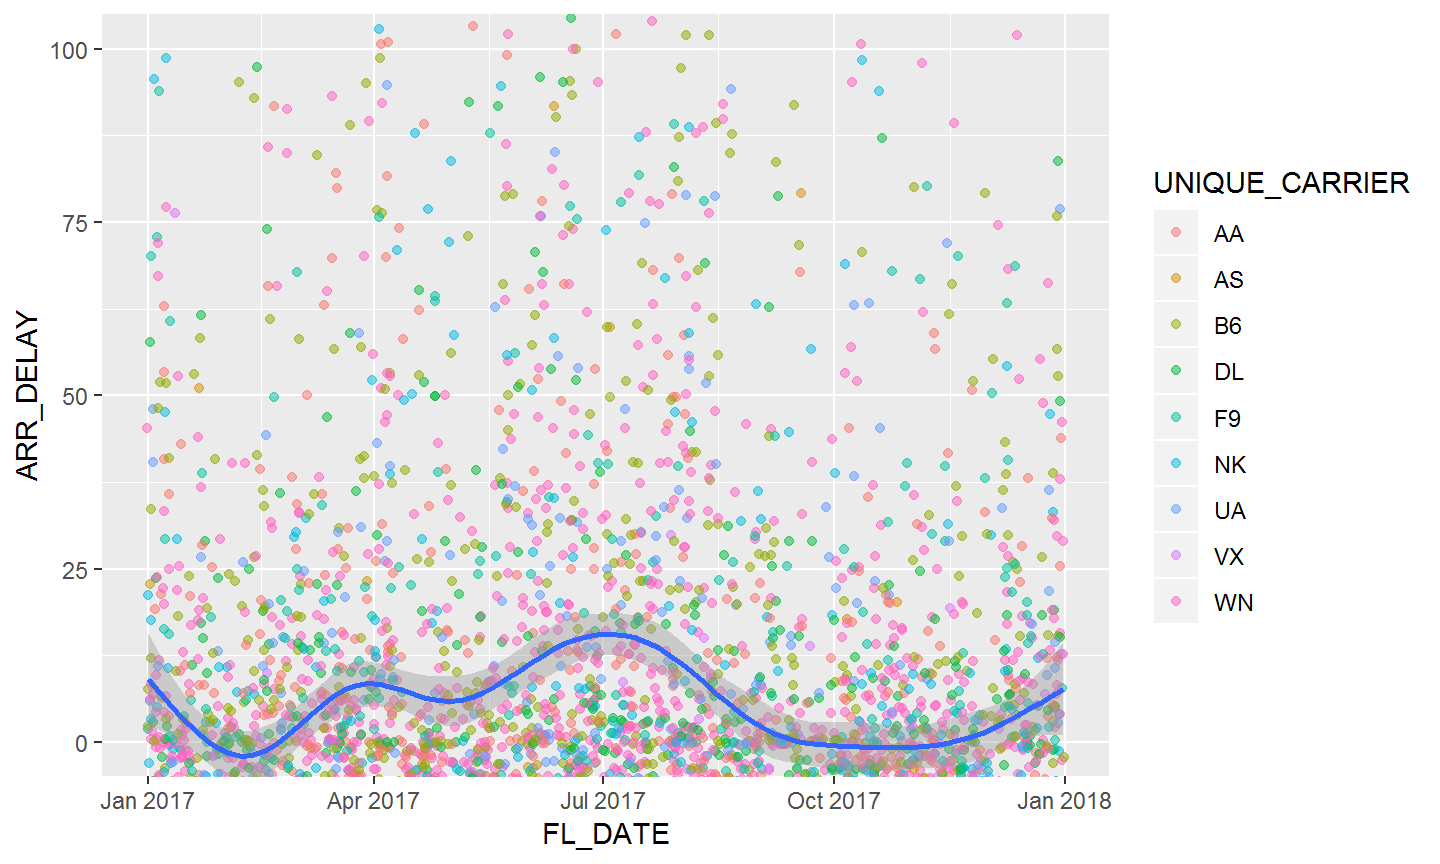 ARR_DELAY
100
75
50
25
0
Jan 2017 Apr 2017 Jul 2017 Oct 2017 Jan 2018
FL_DATE
UNIQUE_CARRIER
AA
AS
B6
DL
F9
NK
UA
VX
WN